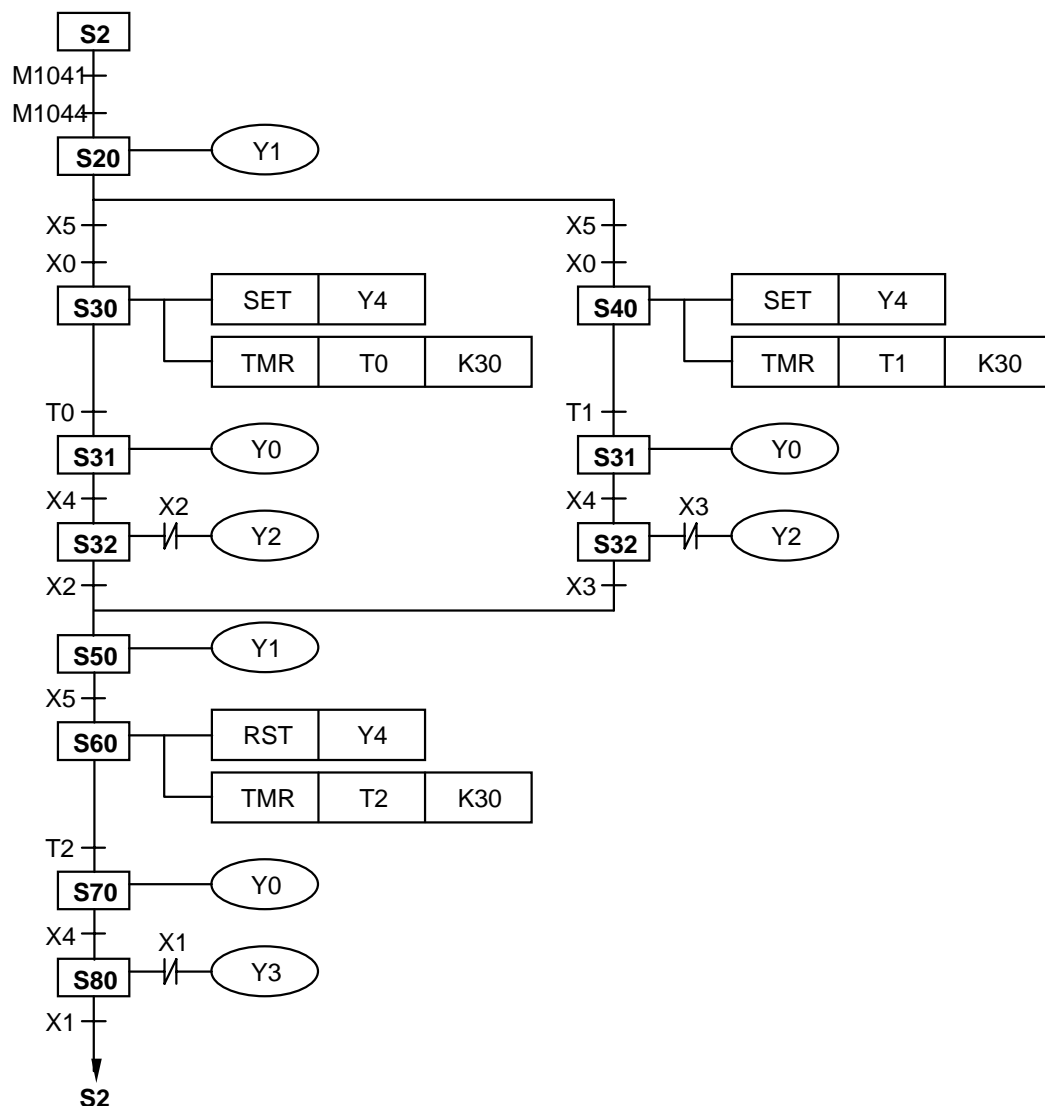 S2
M1041
M1044
S20 Y1
X5 X5
X0 X0
S30 SET Y4 S40 SET Y4
TMR T0 K30 TMR T1 K30
T0 T1
S31 Y0 S31 Y0
X4 X2 X4 X3
S32 Y2 S32 Y2
X2 X3
S50 Y1
X5
S60 RST Y4
TMR T2 K30
T2
S70 Y0
X4 X1
S80 Y3
X1
S2